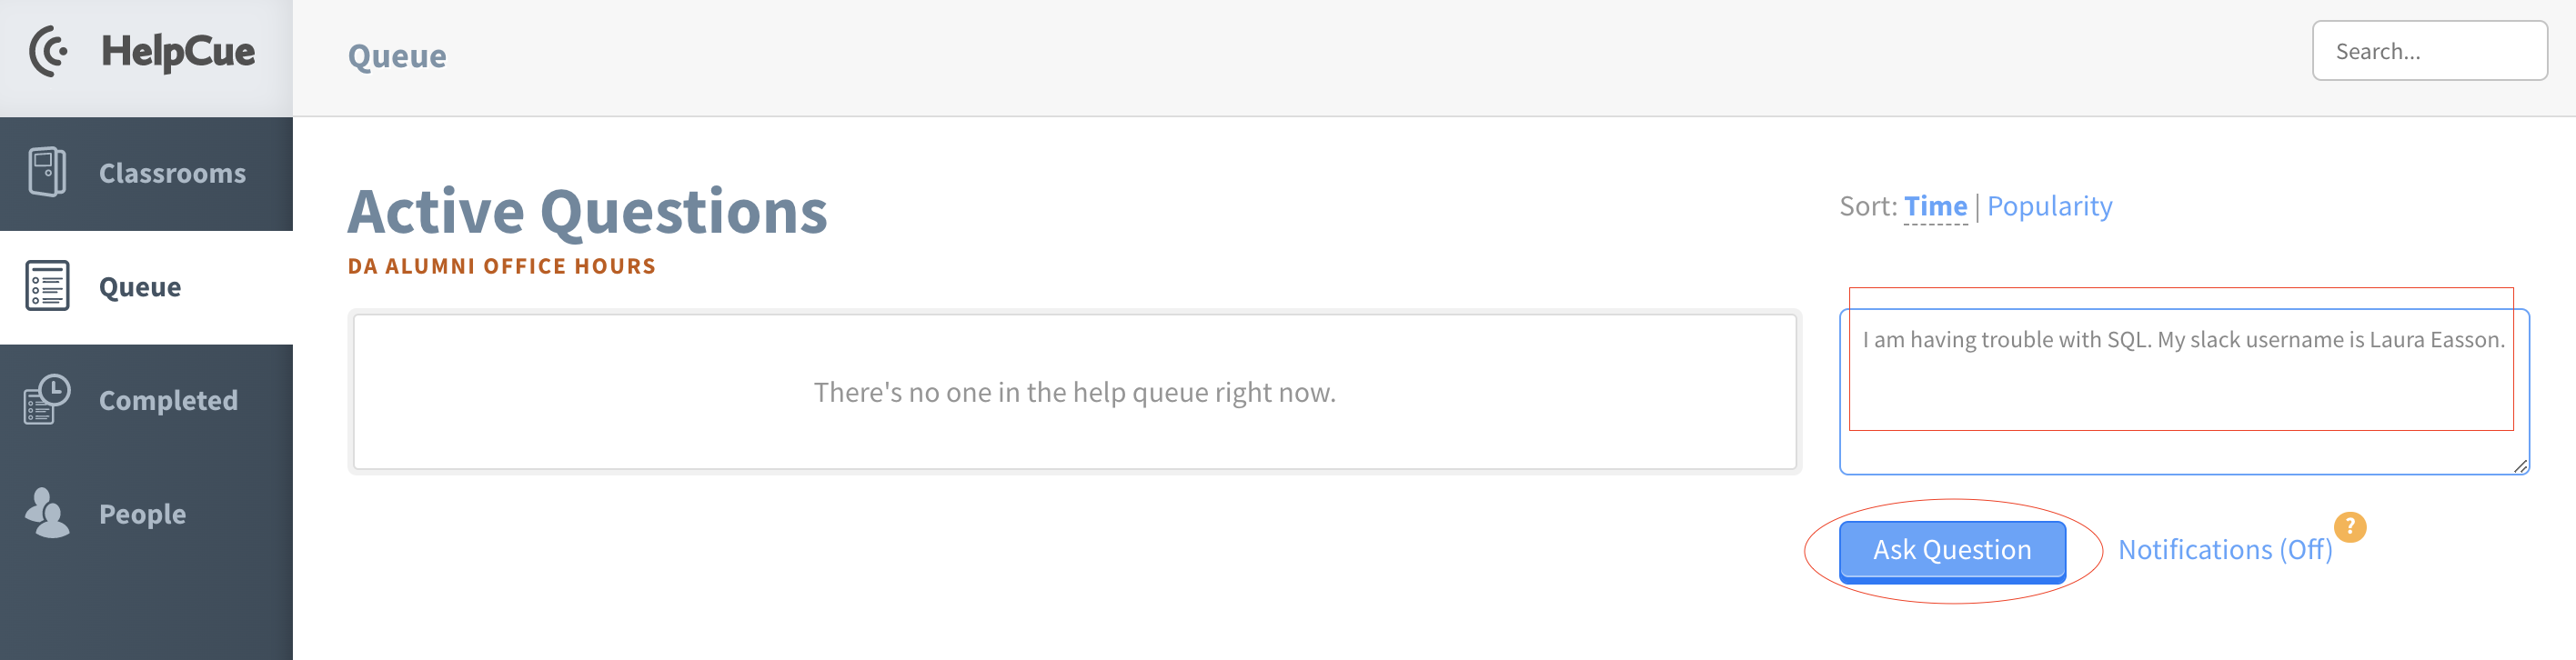 HelpCue
Queue
Search...
Classrooms
Queue
Completed
People
Active Questions
DA ALUMNI OFFICE HOURS
There's no one in the help queue right now.
Sort: Time | Popularity
I am having trouble with SQL. My slack username is Laura Easson.
Ask Question
Notifications (Off)
?